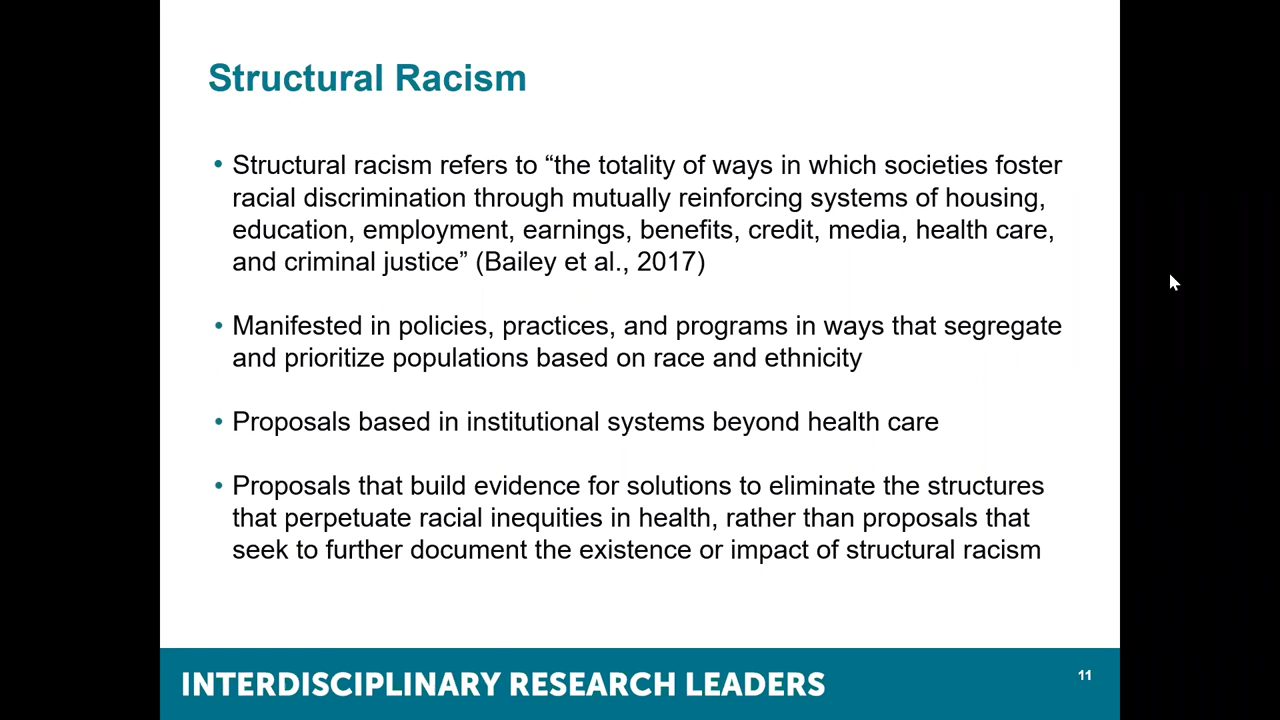 Structural Racism
• Structural racism refers to “the totality of ways in which societies foster
racial discrimination through mutually reinforcing systems of housing,
education, employment, earnings, benefits, credit, media, health care,
and criminal justice” (Bailey et al., 2017)
• Manifested in policies, practices, and programs in ways that segregate
and prioritize populations based on race and ethnicity
• Proposals based in institutional systems beyond health care
• Proposals that build evidence for solutions to eliminate the structures
that perpetuate racial inequities in health, rather than proposals that
seek to further document the existence or impact of structural racism
INTERDISCIPLINARY RESEARCH LEADERS
11